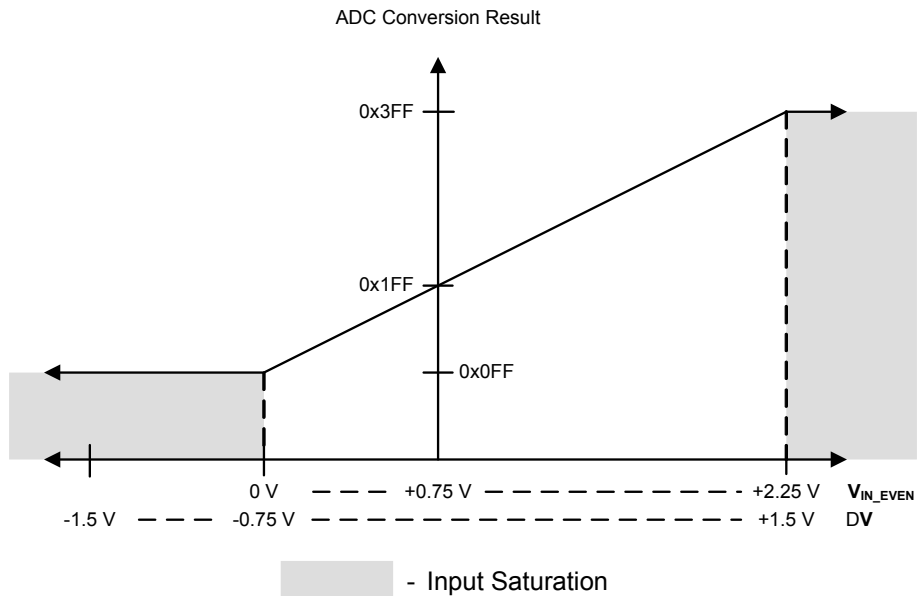 ADC Conversion Result
0x3FF
0x1FF
0x0FF
0 V +0.75 V +2.25 V VIN_EVEN
-1.5 V -0.75 V +1.5 V DV
- Input Saturation